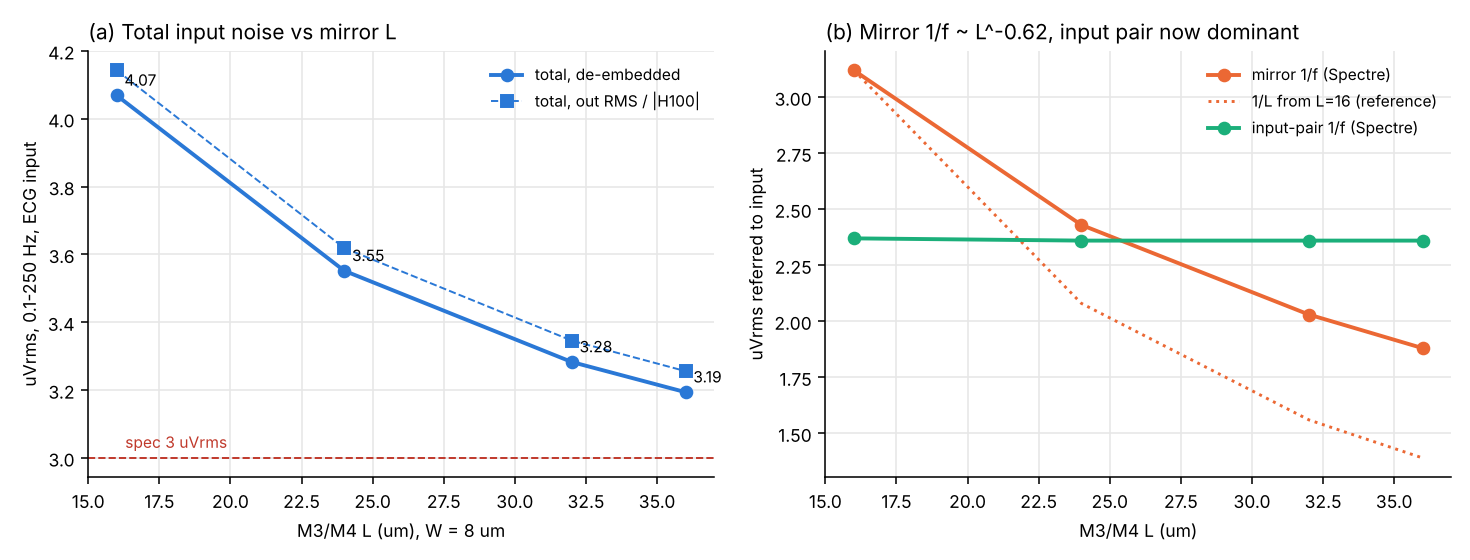 (a) Total input noise vs mirror L
4.2
4.0
3.8
3.6
3.4
3.2
3.0
uVrms, 0.1-250 Hz, ECG input
total, de-embedded
total, out RMS / |H100|
4.07
3.55
3.28
3.19
spec 3 uVrms
15.0 17.5 20.0 22.5 25.0 27.5 30.0 32.5 35.0
M3/M4 L (um), W = 8 um
(b) Mirror 1/f ~ L^-0.62, input pair now dominant
3.00
2.75
2.50
2.25
2.00
1.75
1.50
uVrms referred to input
mirror 1/f (Spectre)
1/L from L=16 (reference)
input-pair 1/f (Spectre)
15.0 17.5 20.0 22.5 25.0 27.5 30.0 32.5 35.0
M3/M4 L (um)